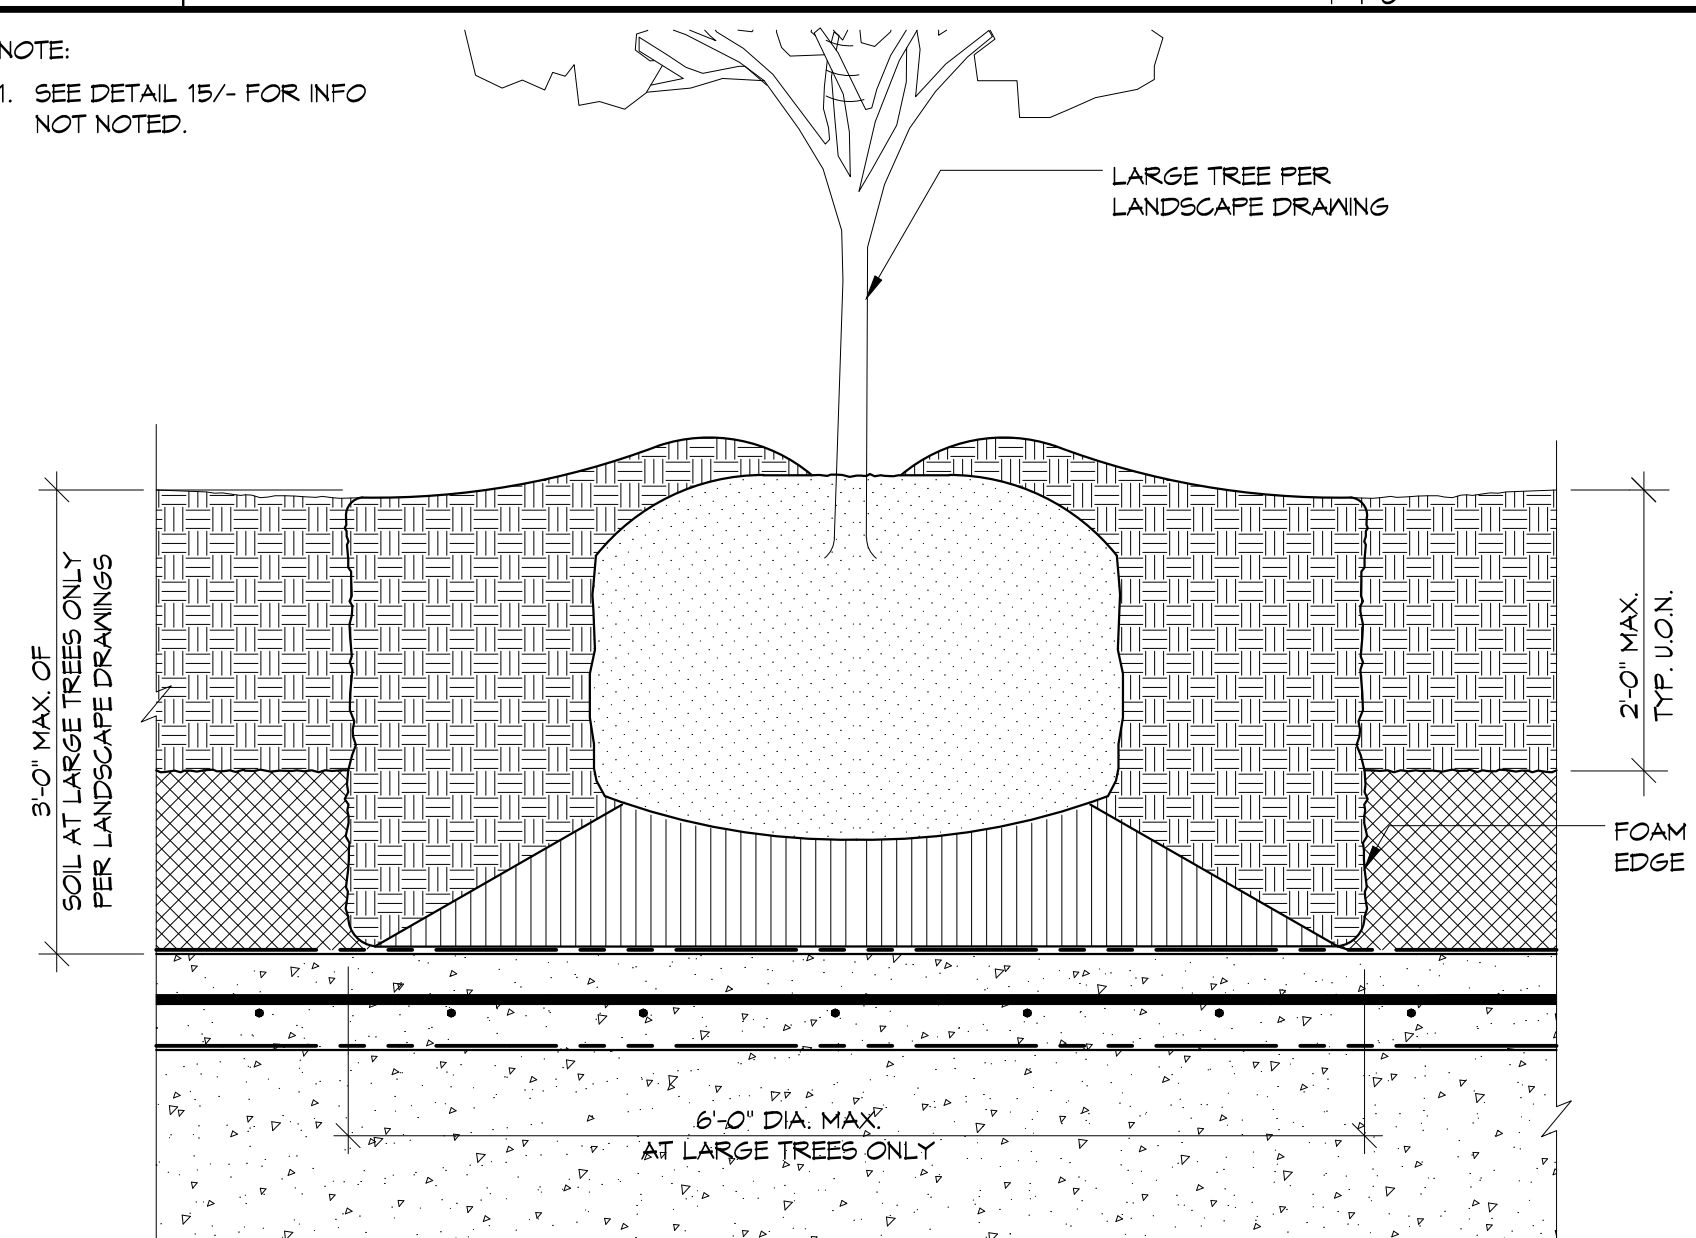 NOTE:
1. SEE DETAIL 15/- FOR INFO
NOT NOTED.
LARGE TREE PER
LANDSCAPE DRAWING
3'-0" MAX. OF
SOIL AT LARGE TREES ONLY
PER LANDSCAPE DRAWINGS
2'-0" MAX.
TYP. U.O.N.
FOAM
EDGE
6'-0" DIA. MAX.
AT LARGE TREES ONLY